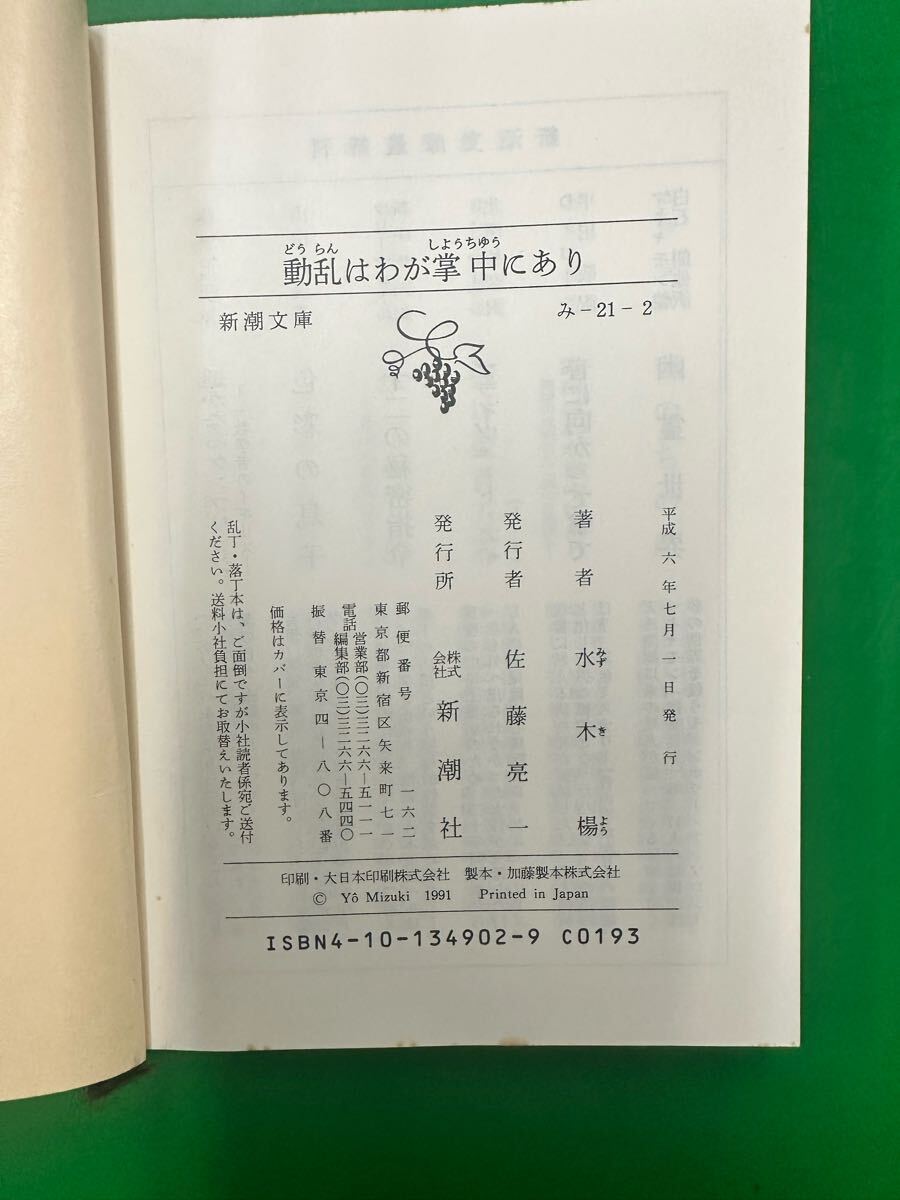 どうらん しようちゆう
動乱はわが掌中にあり
新潮文庫 み-21-2
平成六年七月一日発行
著者 水木楊
みず き よう
発行者 佐藤亮一
発行所 株式会社 新潮社
郵便番号 一六二
東京都新宿区矢来町七一
電話 営業部(〇三)三二六六―五一一一
編集部(〇三)三二六六―五四四〇
振替 東京四―八〇八番
価格はカバーに表示してあります。
乱丁・落丁本は、ご面倒ですが小社読者係宛ご送付
ください。送料小社負担にてお取替えいたします。
印刷・大日本印刷株式会社 製本・加藤製本株式会社
© Yô Mizuki 1991 Printed in Japan
ISBN4-10-134902-9 C0193